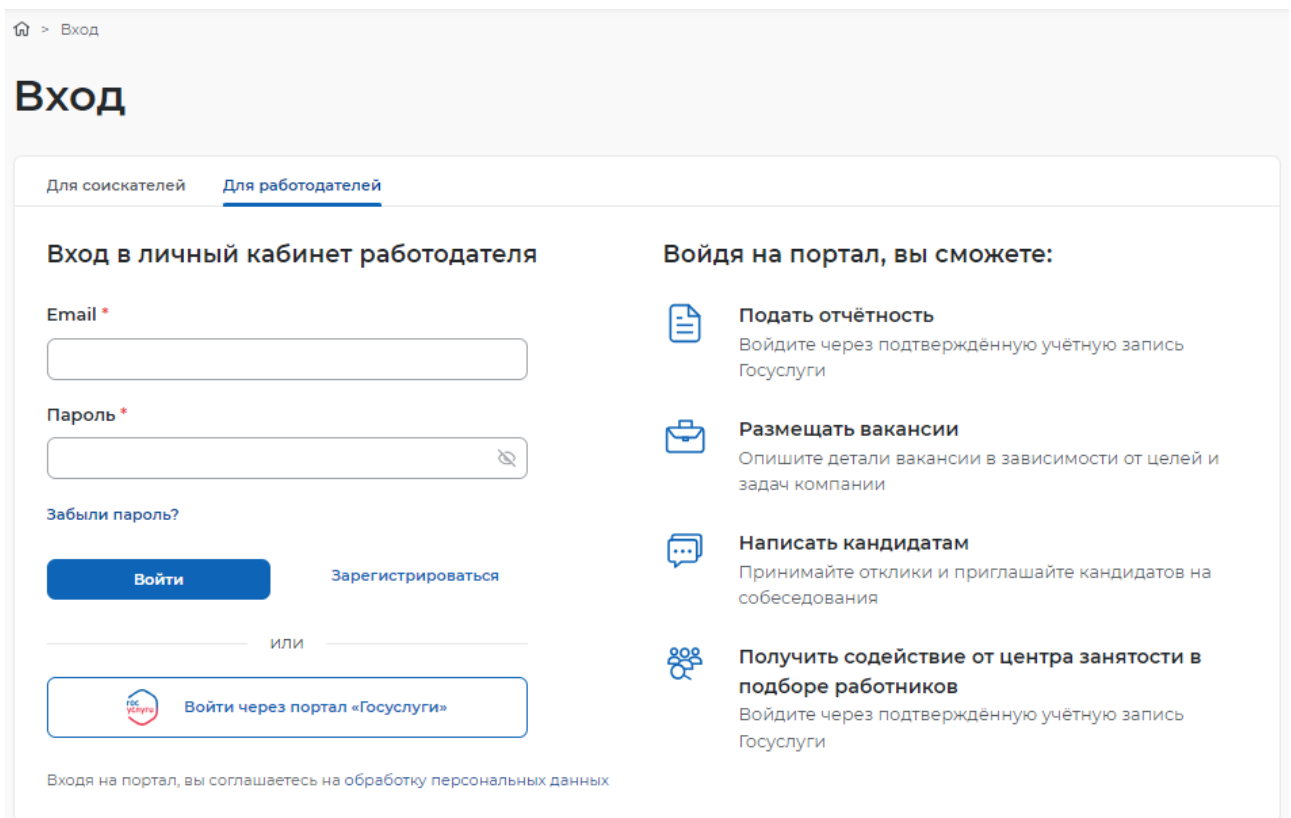 > Вход
Вход
Для соискателей Для работодателей
Вход в личный кабинет работодателя
Email *
Пароль *
Забыли пароль?
Войти Зарегистрироваться
или
гос
услуги
Войти через портал «Госуслуги»
Входя на портал, вы соглашаетесь на обработку персональных данных
Войдя на портал, вы сможете:
Подать отчётность
Войдите через подтверждённую учётную запись
Госуслуги
Размещать вакансии
Опишите детали вакансии в зависимости от целей и
задач компании
Написать кандидатам
Принимайте отклики и приглашайте кандидатов на
собеседования
Получить содействие от центра занятости в
подборе работников
Войдите через подтверждённую учётную запись
Госуслуги